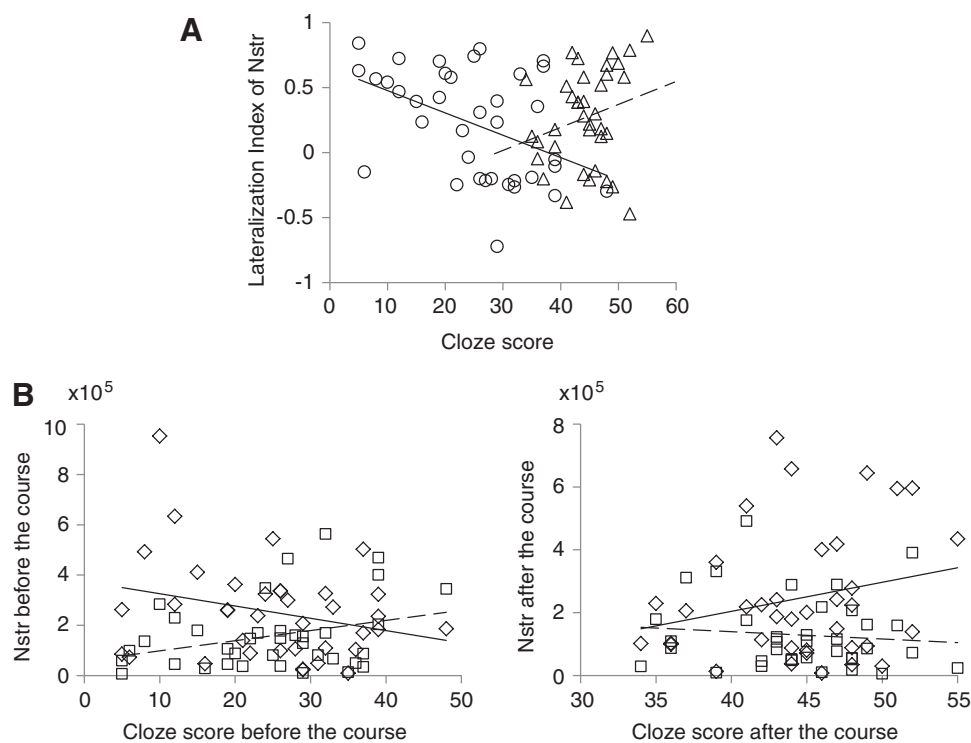 A
Lateralization Index of Nstr
1
0.5
0
-0.5
-1
0 10 20 30 40 50 60
Cloze score
B
x10^5
Nstr before the course
10
8
6
4
2
0
0 10 20 30 40 50
Cloze score before the course
x10^5
Nstr after the course
8
6
4
2
0
30 35 40 45 50 55
Cloze score after the course